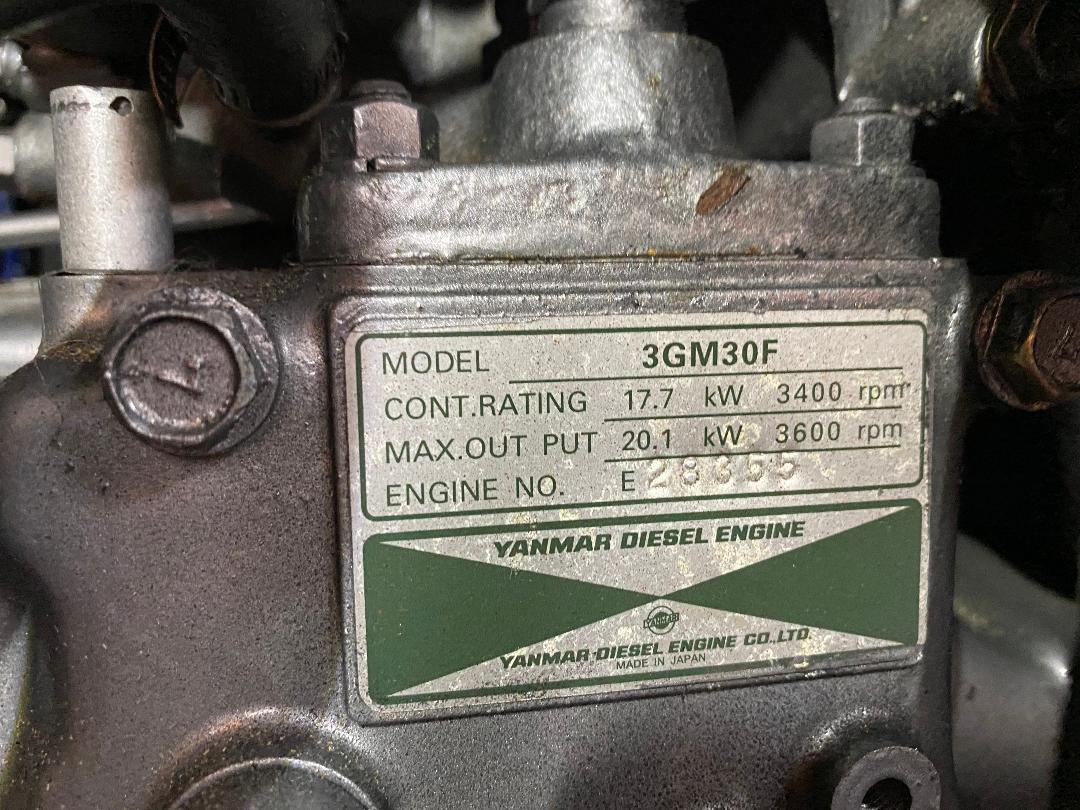 MODEL 3GM30F
CONT.RATING 17.7 kW 3400 rpm
MAX.OUT PUT 20.1 kW 3600 rpm
ENGINE NO. E 28355
YANMAR DIESEL ENGINE
YANMAR
YANMAR DIESEL ENGINE CO.,LTD.
MADE IN JAPAN
7